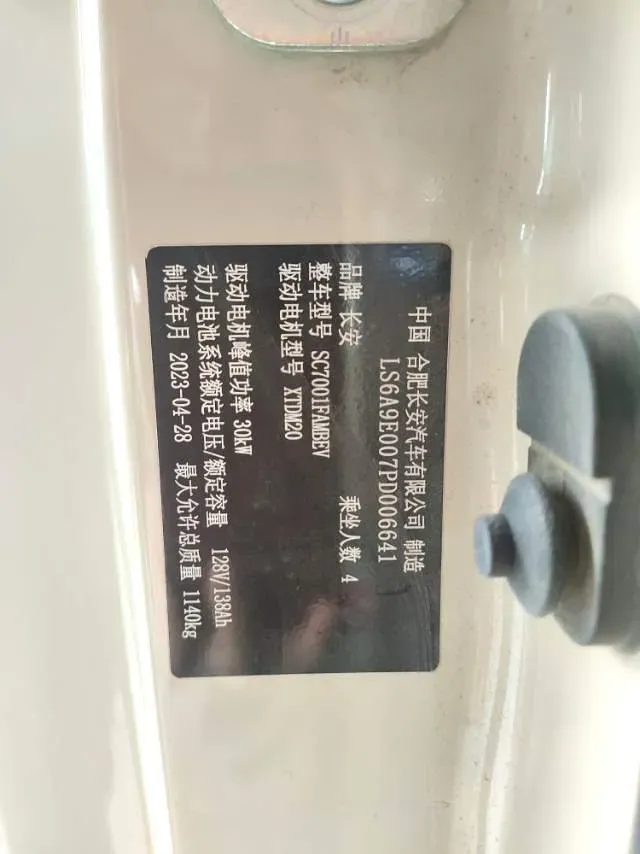 中国 合肥长安汽车有限公司 制造
LS6A9E007PD006641
品牌 长安 乘坐人数 4
整车型号 SC7001FAMBEV
驱动电机型号 XTDM20
驱动电机峰值功率 30kW
动力电池系统额定电压/额定容量 128V/138Ah
制造年月 2023-04-28 最大允许总质量 1140kg